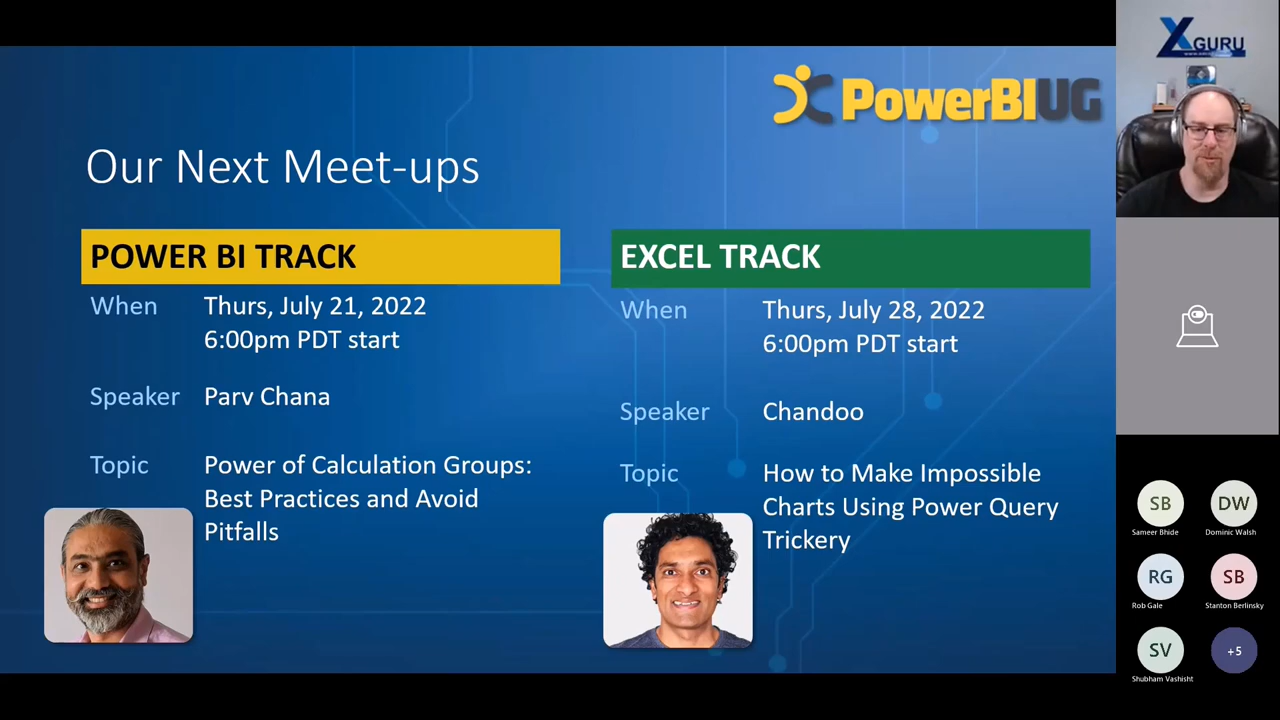 PowerBIUG
Our Next Meet-ups
POWER BI TRACK
When
Thurs, July 21, 2022
6:00pm PDT start
Speaker
Parv Chana
Topic
Power of Calculation Groups:
Best Practices and Avoid
Pitfalls
EXCEL TRACK
When
Thurs, July 28, 2022
6:00pm PDT start
Speaker
Chandoo
Topic
How to Make Impossible
Charts Using Power Query
Trickery
XLGURU
SB
Sameer Bhide
DW
Dominic Walsh
RG
Rob Gale
SB
Stanton Berlinsky
SV
Shubham Vashisht
+5